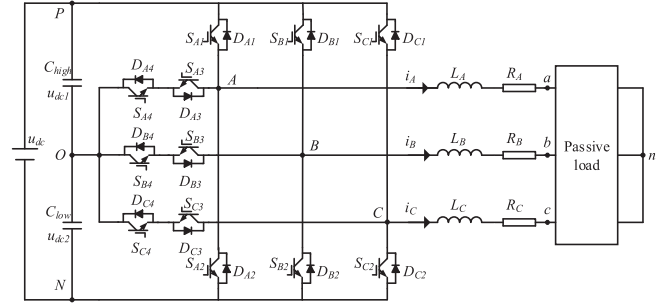 P
S_A1 D_A1 S_B1 D_B1 S_C1 D_C1
C_high D_A4 S_A3 A i_A L_A R_A a
u_dc1 S_A4 D_A3
u_dc O D_B4 S_B3 B i_B L_B R_B b Passive load n
S_B4 D_B3
C_low D_C4 S_C3 C i_C L_C R_C c
u_dc2 S_C4 D_C3
S_A2 D_A2 S_B2 D_B2 S_C2 D_C2
N